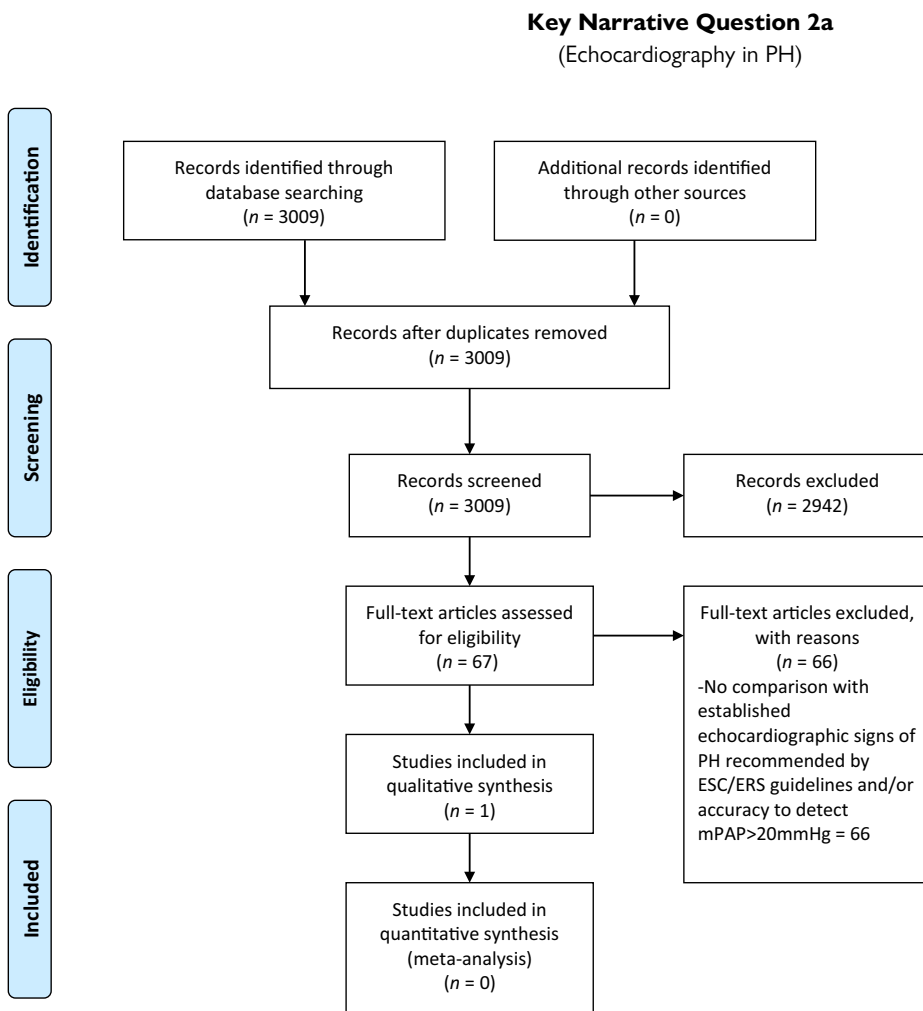 Key Narrative Question 2a
(Echocardiography in PH)
Identification
Records identified through
database searching
(n = 3009)
Additional records identified
through other sources
(n = 0)
Records after duplicates removed
(n = 3009)
Screening
Records screened
(n = 3009)
Records excluded
(n = 2942)
Eligibility
Full-text articles assessed
for eligibility
(n = 67)
Full-text articles excluded,
with reasons
(n = 66)
-No comparison with
established
echocardiographic signs of
PH recommended by
ESC/ERS guidelines and/or
accuracy to detect
mPAP>20mmHg = 66
Studies included in
qualitative synthesis
(n = 1)
Included
Studies included in
quantitative synthesis
(meta-analysis)
(n = 0)